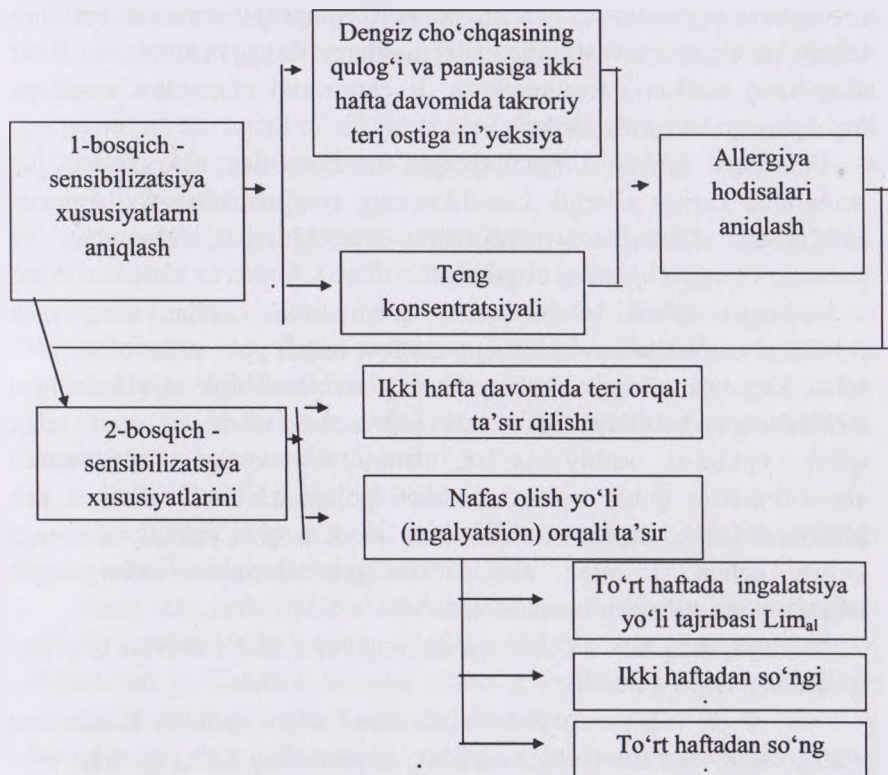 Dengiz cho‘chqasining
qulog‘i va panjasiga ikki
hafta davomida takroriy
teri ostiga in’yeksiya
1-bosqich -
sensibilizatsiya
xususiyatlarni
aniqlash
Allergiya
hodisalari
aniqlash
Teng
konsentratsiyali
Ikki hafta davomida teri orqali
ta’sir qilishi
2-bosqich -
sensibilizatsiya
xususiyatlarini
Nafas olish yo‘li
(ingalyatsion) orqali ta’sir
To‘rt haftada ingalatsiya
yo‘li tajribasi Limal
Ikki haftadan so‘ngi
To‘rt haftadan so‘ng